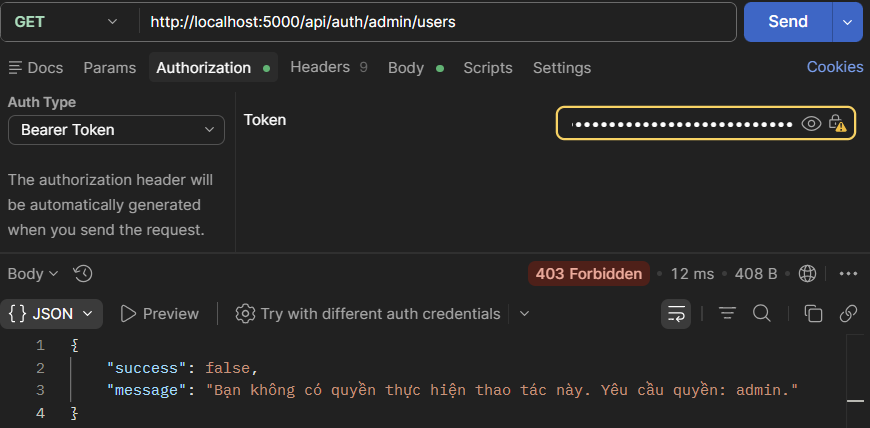 GET http://localhost:5000/api/auth/admin/users Send
Docs Params Authorization Headers 9 Body Scripts Settings Cookies
Auth Type
Bearer Token
Token
The authorization header will
be automatically generated
when you send the request.
Body 403 Forbidden 12 ms 408 B
{} JSON Preview Try with different auth credentials
1 {
2 "success": false,
3 "message": "Bạn không có quyền thực hiện thao tác này. Yêu cầu quyền: admin."
4 }